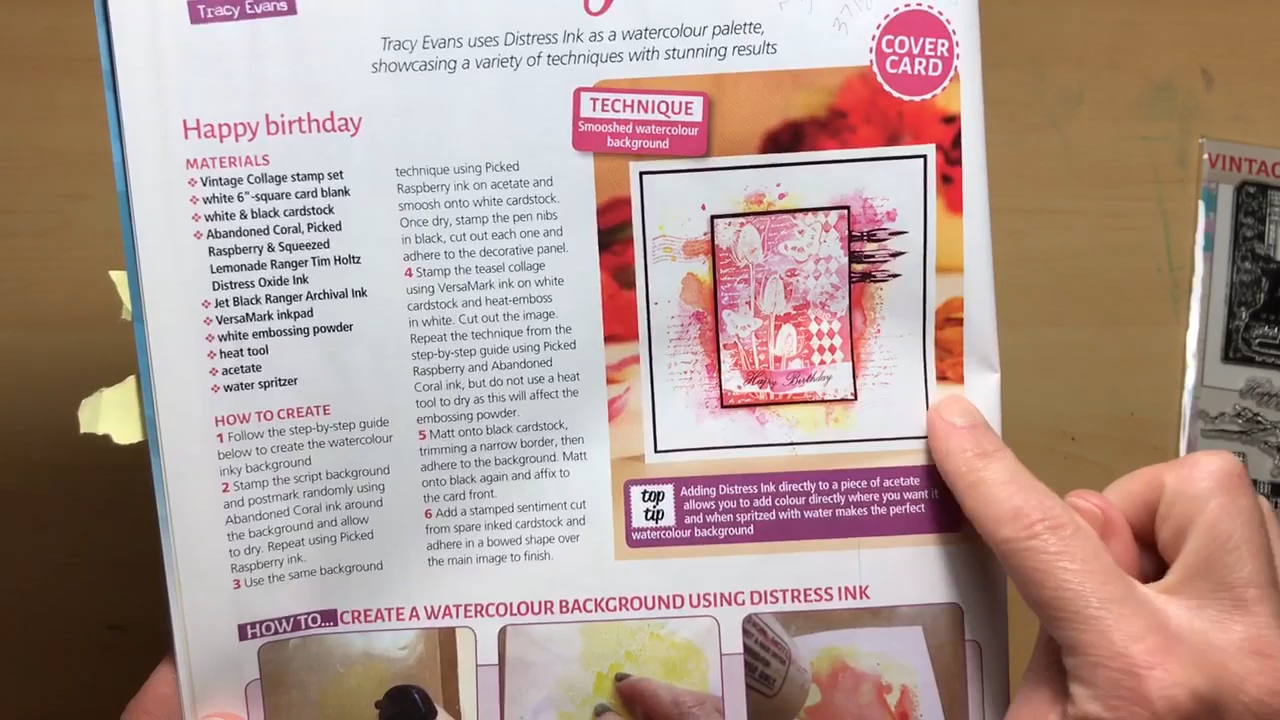 Tracy Evans
Tracy Evans uses Distress Ink as a watercolour palette,
showcasing a variety of techniques with stunning results
COVER
CARD
TECHNIQUE
Smooshed watercolour
background
Happy birthday
MATERIALS
❖ Vintage Collage stamp set
❖ white 6"-square card blank
❖ white & black cardstock
❖ Abandoned Coral, Picked
Raspberry & Squeezed
Lemonade Ranger Tim Holtz
Distress Oxide Ink
❖ Jet Black Ranger Archival Ink
❖ VersaMark inkpad
❖ white embossing powder
❖ heat tool
❖ acetate
❖ water spritzer
HOW TO CREATE
1 Follow the step-by-step guide
below to create the watercolour
inky background
2 Stamp the script background
and postmark randomly using
Abandoned Coral ink around
the background and allow
to dry. Repeat using Picked
Raspberry ink.
3 Use the same background
technique using Picked
Raspberry ink on acetate and
smoosh onto white cardstock.
Once dry, stamp the pen nibs
in black, cut out each one and
adhere to the decorative panel.
4 Stamp the teasel collage
using VersaMark ink on white
cardstock and heat-emboss
in white. Cut out the image.
Repeat the technique from the
step-by-step guide using Picked
Raspberry and Abandoned
Coral ink, but do not use a heat
tool to dry as this will affect the
embossing powder.
5 Matt onto black cardstock,
trimming a narrow border, then
adhere to the background. Matt
onto black again and affix to
the card front.
6 Add a stamped sentiment cut
from spare inked cardstock and
adhere in a bowed shape over
the main image to finish.
Happy Birthday
top
tip
Adding Distress Ink directly to a piece of acetate
allows you to add colour directly where you want it
and when spritzed with water makes the perfect
watercolour background
HOW TO... CREATE A WATERCOLOUR BACKGROUND USING DISTRESS INK
VINTAG